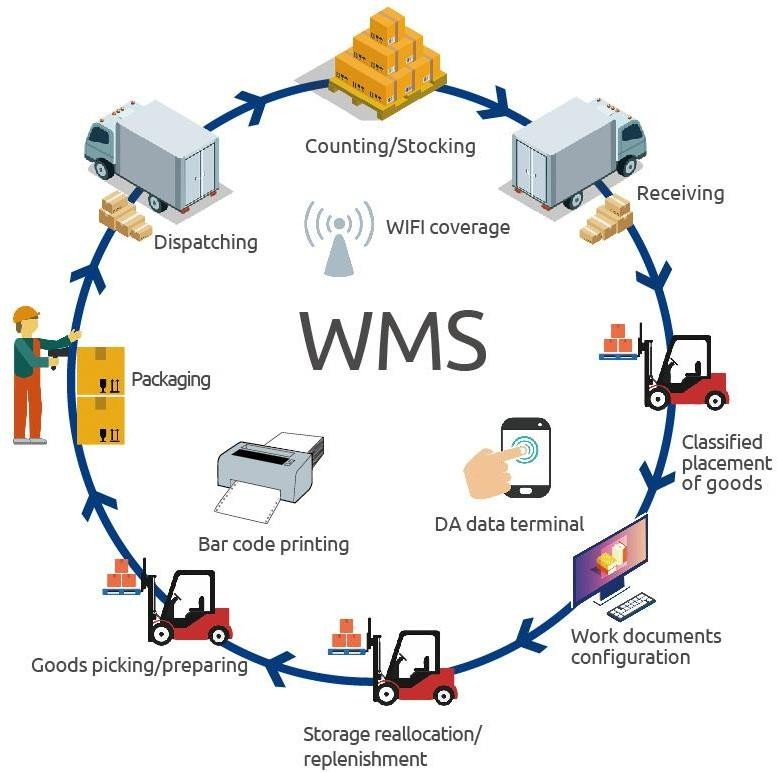 Counting/Stocking
Receiving
Dispatching
WIFI coverage
WMS
Packaging
Classified
placement
of goods
DA data terminal
Bar code printing
Work documents
configuration
Goods picking/preparing
Storage reallocation/
replenishment